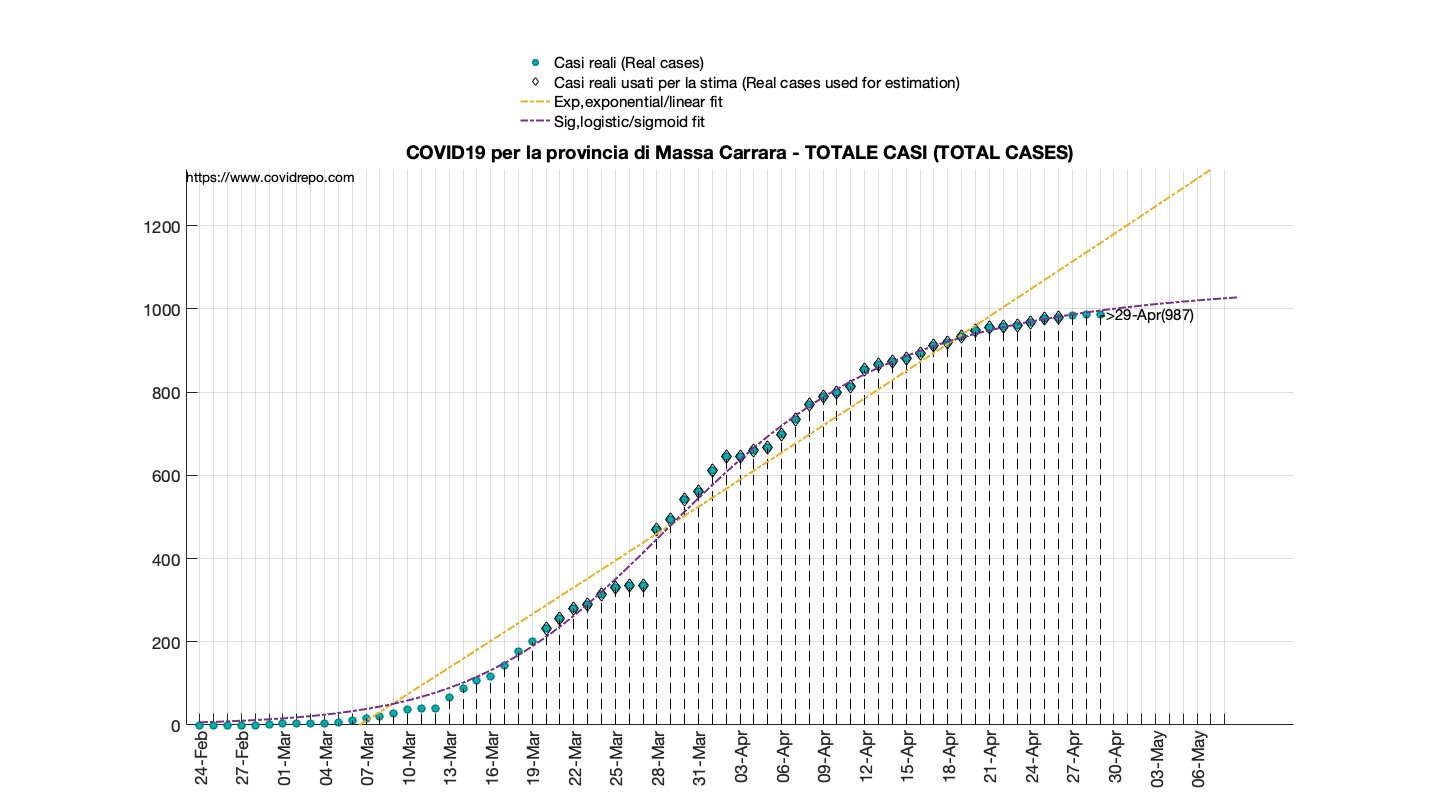 Casi reali (Real cases)
Casi reali usati per la stima (Real cases used for estimation)
Exp,exponential/linear fit
Sig,logistic/sigmoid fit
COVID19 per la provincia di Massa Carrara - TOTALE CASI (TOTAL CASES)
https://www.covidrepo.com
1200
1000
800
600
400
200
0
>29-Apr(987)
24-Feb
27-Feb
01-Mar
04-Mar
07-Mar
10-Mar
13-Mar
16-Mar
19-Mar
22-Mar
25-Mar
28-Mar
31-Mar
03-Apr
06-Apr
09-Apr
12-Apr
15-Apr
18-Apr
21-Apr
24-Apr
27-Apr
30-Apr
03-May
06-May